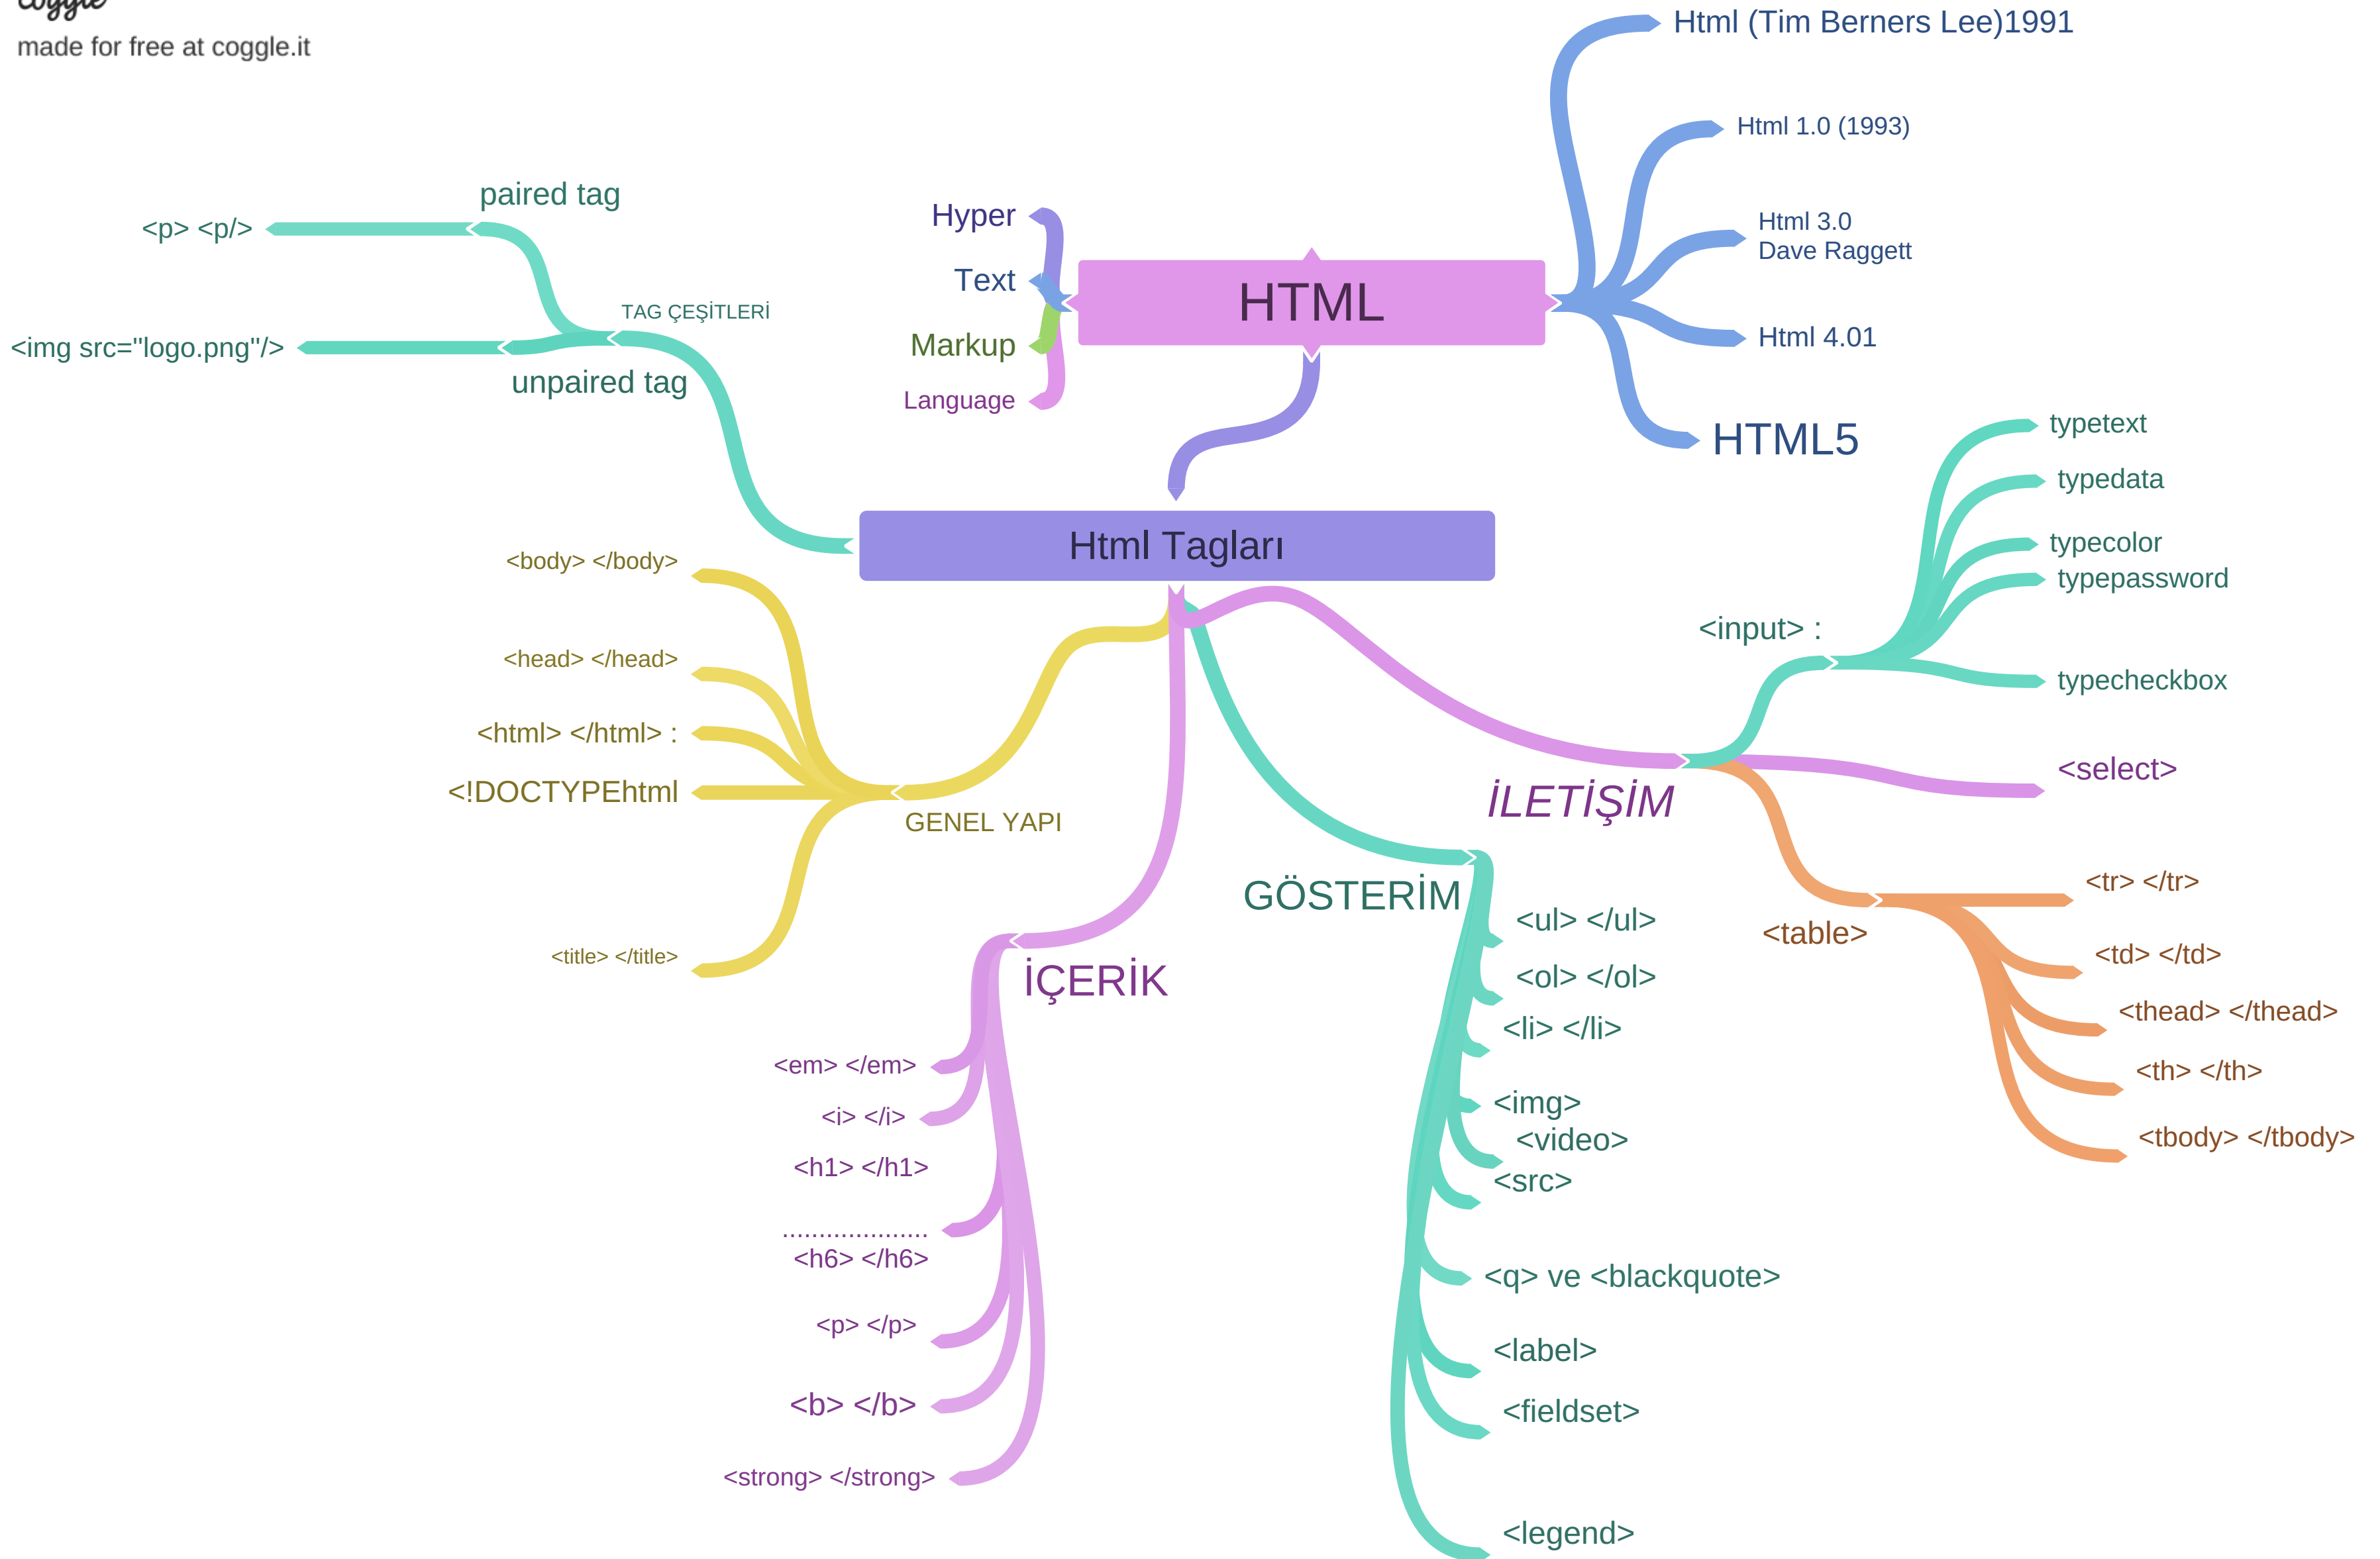 coggle
made for free at coggle.it
HTML
Html (Tim Berners Lee)1991
Html 1.0 (1993)
Html 3.0
Dave Raggett
Html 4.01
HTML5
Hyper
Text
Markup
Language
Html Tagları
TAG ÇEŞİTLERİ
paired tag
<p> <p/>
unpaired tag
<img src="logo.png"/>
GENEL YAPI
<body> </body>
<head> </head>
<html> </html> :
<!DOCTYPEhtml
<title> </title>
İÇERİK
<em> </em>
<i> </i>
<h1> </h1>
....................
<h6> </h6>
<p> </p>
<b> </b>
<strong> </strong>
GÖSTERİM
<ul> </ul>
<ol> </ol>
<li> </li>
<img>
<video>
<src>
<q> ve <blackquote>
<label>
<fieldset>
<legend>
İLETİŞİM
<input> :
typetext
typedata
typecolor
typepassword
typecheckbox
<select>
<table>
<tr> </tr>
<td> </td>
<thead> </thead>
<th> </th>
<tbody> </tbody>